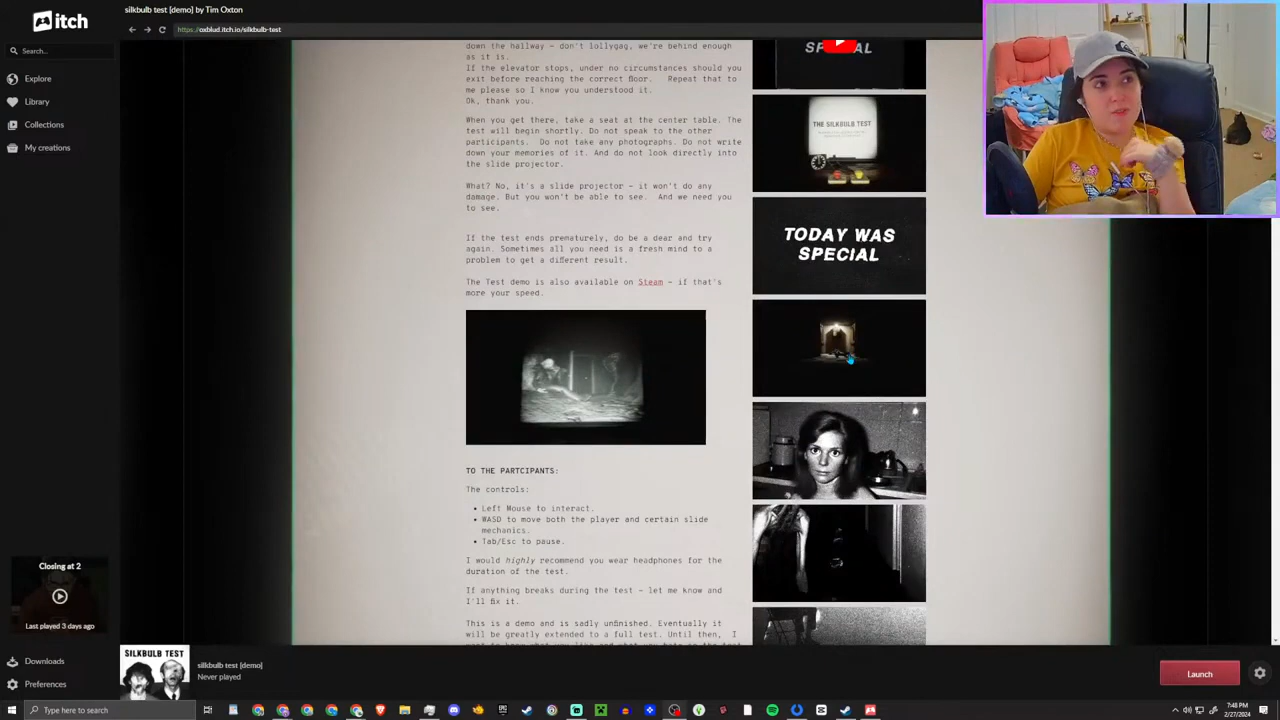 silkbulb test [demo] by Tim Oxton
itch
https://oxblud.itch.io/silkbulb-test
Search...
Explore
Library
Collections
My creations
down the hallway – don't lollygag, we're behind enough
as it is.
If the elevator stops, under no circumstances should you
exit before reaching the correct floor. Repeat that to
me please so I know you understood it.
Ok, thank you.
When you get there, take a seat at the center table. The
test will begin shortly. Do not speak to the other
participants. Do not take any photographs. Do not write
down your memories of it. And do not look directly into
the slide projector.
What? No, it's a slide projector – it won't do any
damage. But you won't be able to see. And we need you
to see.
If the test ends prematurely, do be a dear and try
again. Sometimes all you need is a fresh mind to a
problem to get a different result.
The Test demo is also available on Steam – if that's
more your speed.
TO THE PARTCIPANTS:
The controls:
• Left Mouse to interact.
• WASD to move both the player and certain slide
mechanics.
• Tab/Esc to pause.
I would highly recommend you wear headphones for the
duration of the test.
If anything breaks during the test – let me know and
I'll fix it.
This is a demo and is sadly unfinished. Eventually it
will be greatly extended to a full test. Until then, I
SPECIAL
THE SILKBULB TEST
TODAY WAS
SPECIAL
Closing at 2
Last played 3 days ago
Downloads
Preferences
SILKBULB TEST
silkbulb test [demo]
Never played
Launch
Type here to search
7:48 PM
2/27/2024